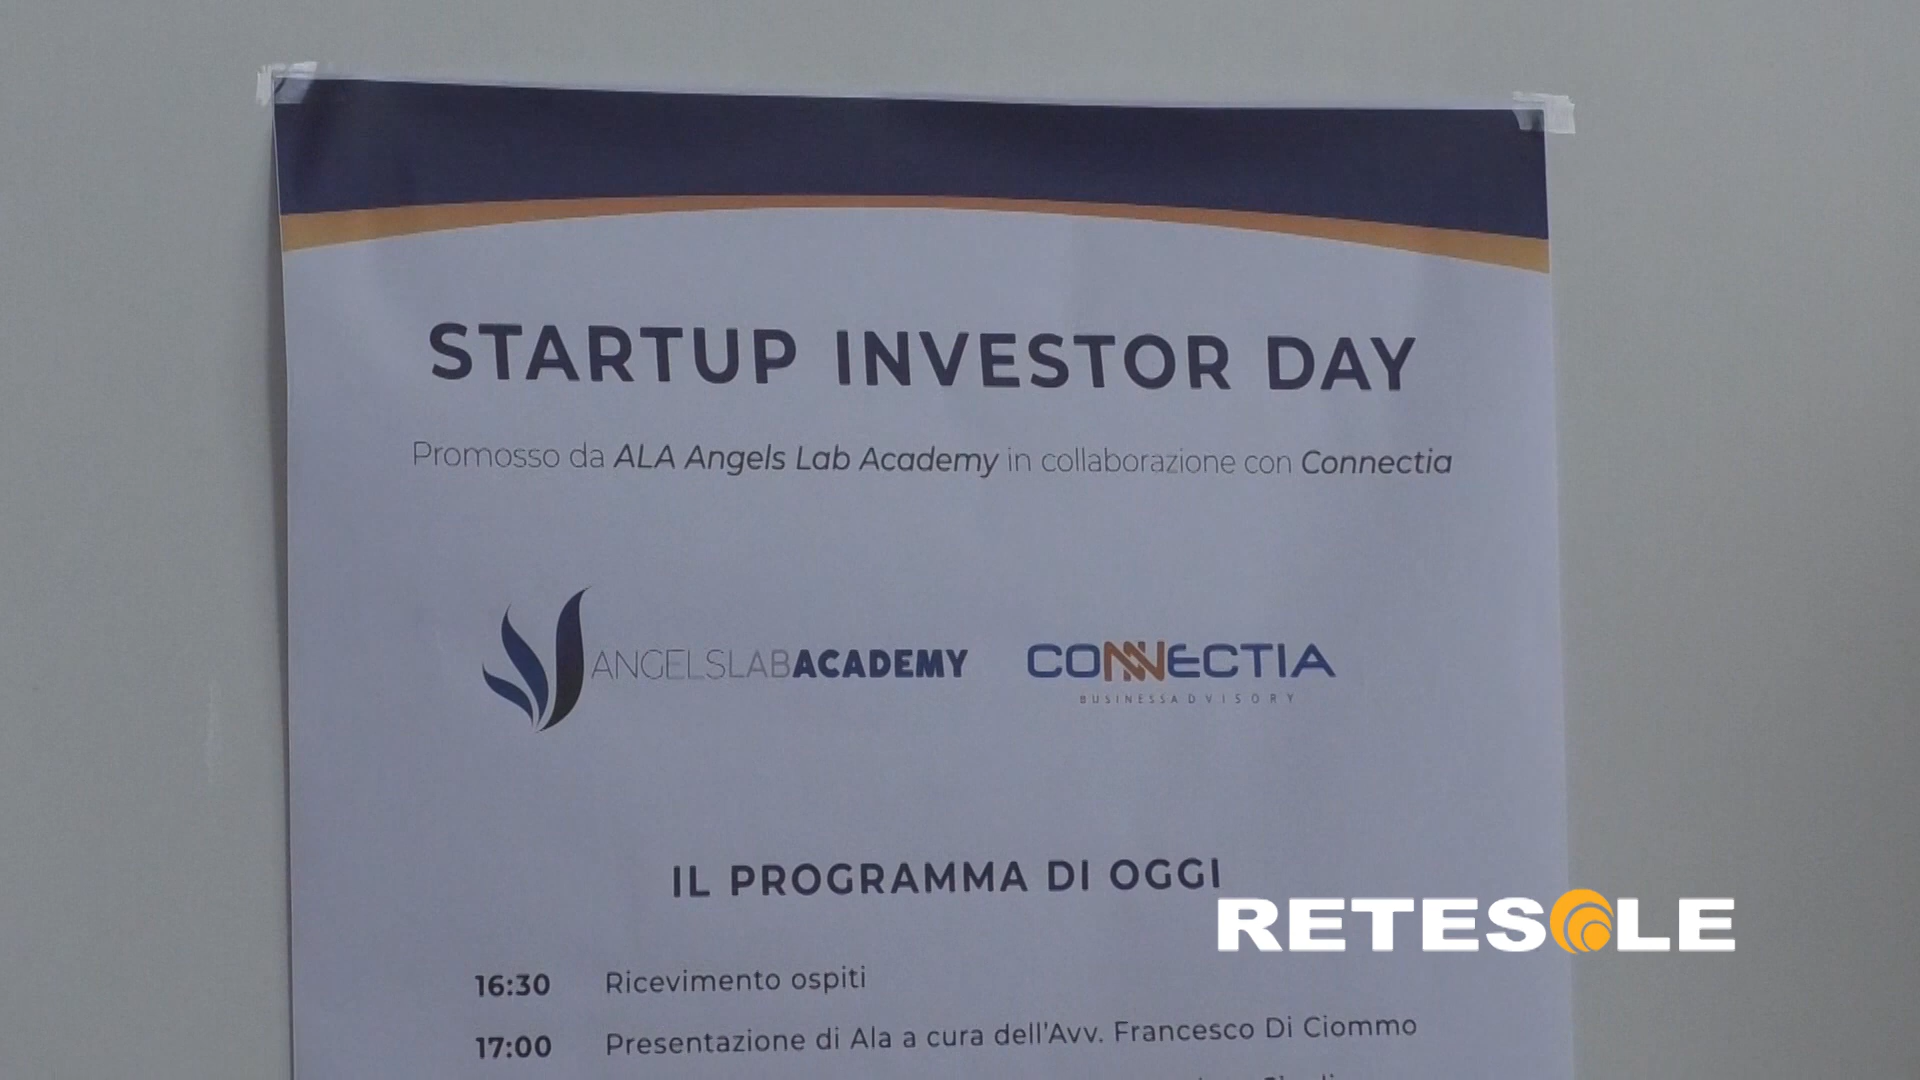 STARTUP INVESTOR DAY
Promosso da ALA Angels Lab Academy in collaborazione con Connectia
ANGELSLABACADEMY
CONNECTIA
BUSINESSADVISORY
IL PROGRAMMA DI OGGI
RETESOLE
16:30 Ricevimento ospiti
17:00 Presentazione di Ala a cura dell'Avv. Francesco Di Ciommo